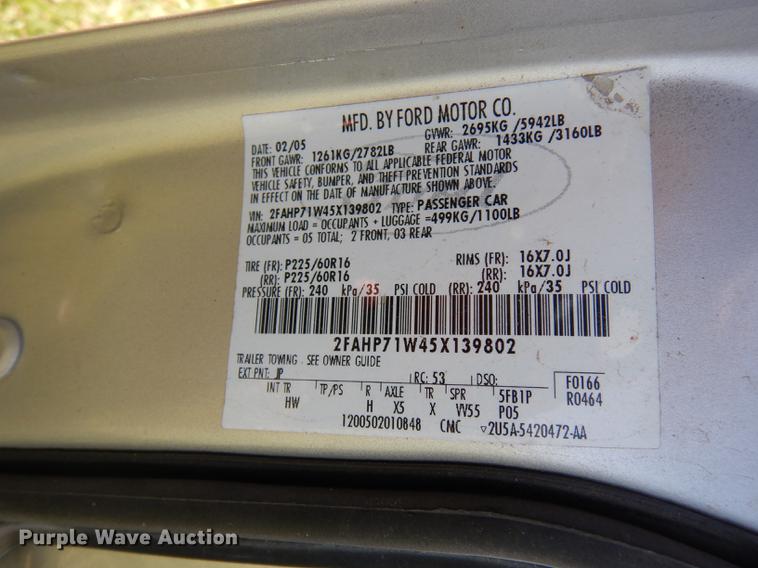 MFD. BY FORD MOTOR CO.
DATE: 02/05 GVWR: 2695KG /5942LB
FRONT GAWR: 1261KG/2782LB REAR GAWR: 1433KG /3160LB
THIS VEHICLE CONFORMS TO ALL APPLICABLE FEDERAL MOTOR
VEHICLE SAFETY, BUMPER, AND THEFT PREVENTION STANDARDS
IN EFFECT ON THE DATE OF MANUFACTURE SHOWN ABOVE.
VIN: 2FAHP71W45X139802 TYPE: PASSENGER CAR
MAXIMUM LOAD = OCCUPANTS + LUGGAGE =499KG/1100LB
OCCUPANTS = 05 TOTAL; 2 FRONT, 03 REAR
TIRE (FR): P225/60R16 RIMS (FR): 16X7.0J
(RR): P225/60R16 (RR): 16X7.0J
PRESSURE (FR): 240 kPa/35 PSI COLD (RR): 240 kPa/35 PSI COLD
2FAHP71W45X139802
TRAILER TOWING - SEE OWNER GUIDE
EXT PNT: JP RC: 53 DSO: F0166
INT TR TP/PS R AXLE TR SPR 5FB1P R0464
HW H X5 X VV55 P05
1200502010848 CMC ▽2U5A-5420472-AA
Purple Wave Auction